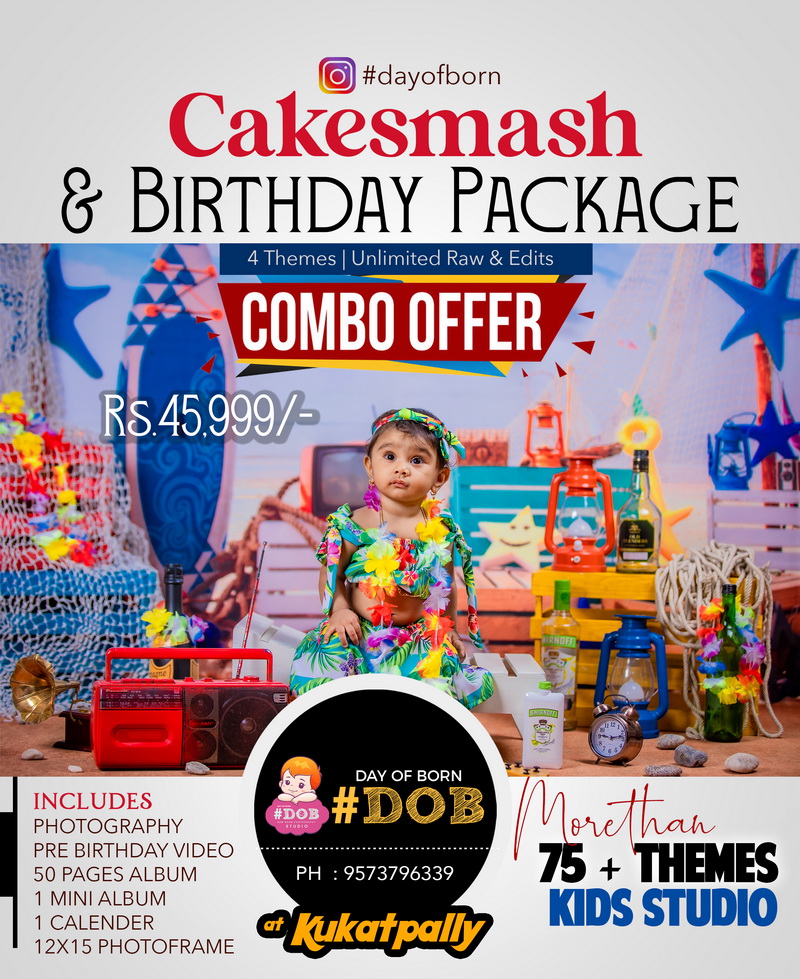 #dayofborn
Cakesmash
& BIRTHDAY PACKAGE
4 Themes | Unlimited Raw & Edits
COMBO OFFER
Rs.45,999/-
SMIRNOFF
INCLUDES
PHOTOGRAPHY
PRE BIRTHDAY VIDEO
50 PAGES ALBUM
1 MINI ALBUM
1 CALENDER
12X15 PHOTOFRAME
DAY OF BORN
#DOB
#DOB
STUDIO
PH : 9573796339
at Kukatpally
Morethan
75 + THEMES
KIDS STUDIO